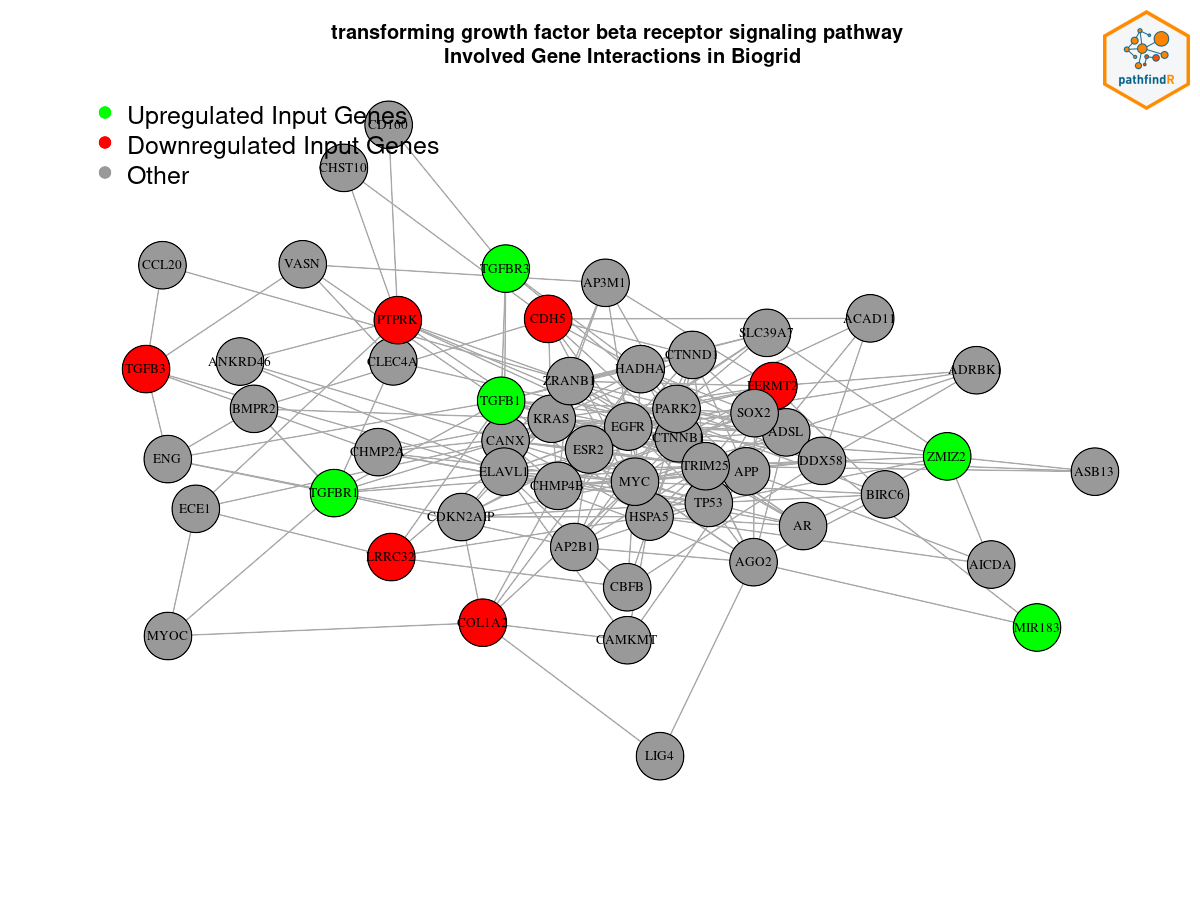 transforming growth factor beta receptor signaling pathway
Involved Gene Interactions in Biogrid
pathfindR
Upregulated Input Genes
Downregulated Input Genes
Other
CD160
CHST10
CCL20
VASN
TGFBR3
AP3M1
PTPRK
CDH5
SLC39A7
ACAD11
ANKRD46
CLEC4A
TGFB3
ZRANB1
HADHA
CTNND1
FERMT2
ADRBK1
BMPR2
TGFB1
KRAS
PARK2
SOX2
EGFR
CTNNB1
ADSL
CANX
ESR2
CHMP2A
ENG
ELAVL1
TRIM25
APP
DDX58
ZMIZ2
ASB13
TGFBR1
CHMP4B
MYC
BIRC6
ECE1
CDKN2AIP
HSPA5
TP53
AR
LRRC32
AP2B1
AGO2
AICDA
CBFB
MYOC
COL1A2
CAMKMT
MIR183
LIG4